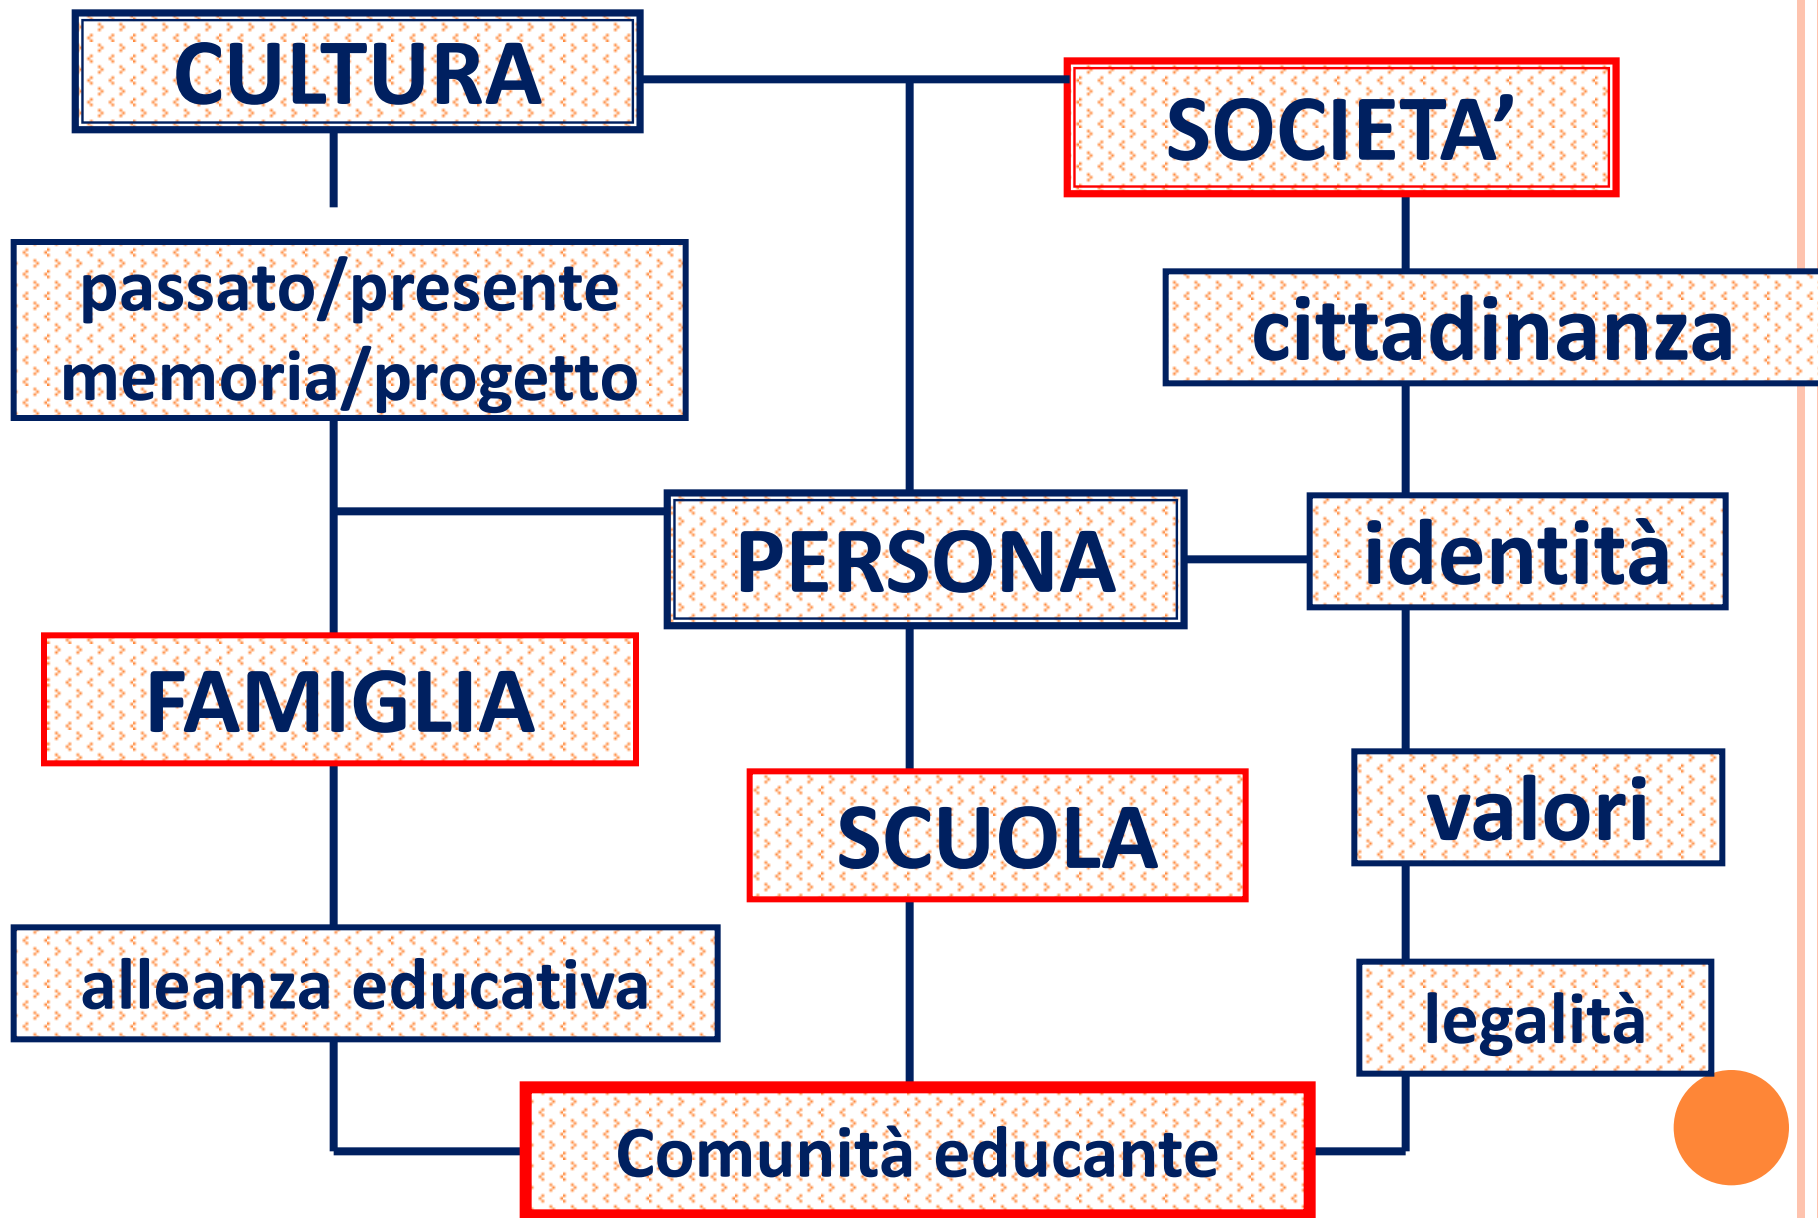 CULTURA
SOCIETA’
passato/presente
memoria/progetto
cittadinanza
PERSONA
identità
FAMIGLIA
SCUOLA
valori
alleanza educativa
legalità
Comunità educante